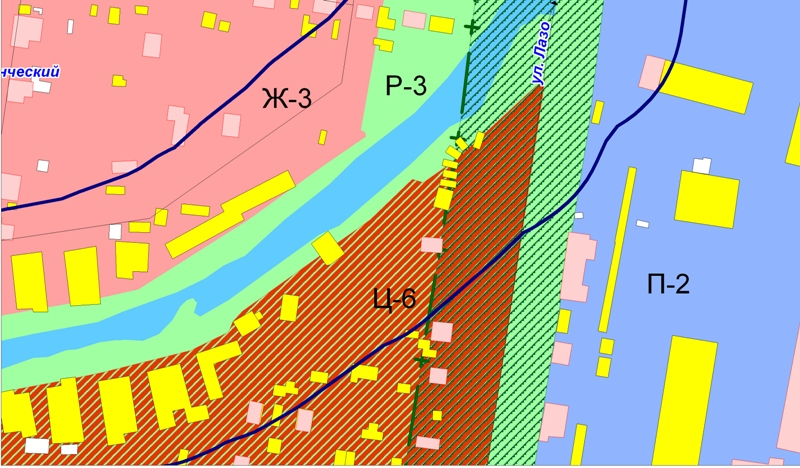 ул. Лазо
нческий
Р-3
Ж-3
П-2
Ц-6